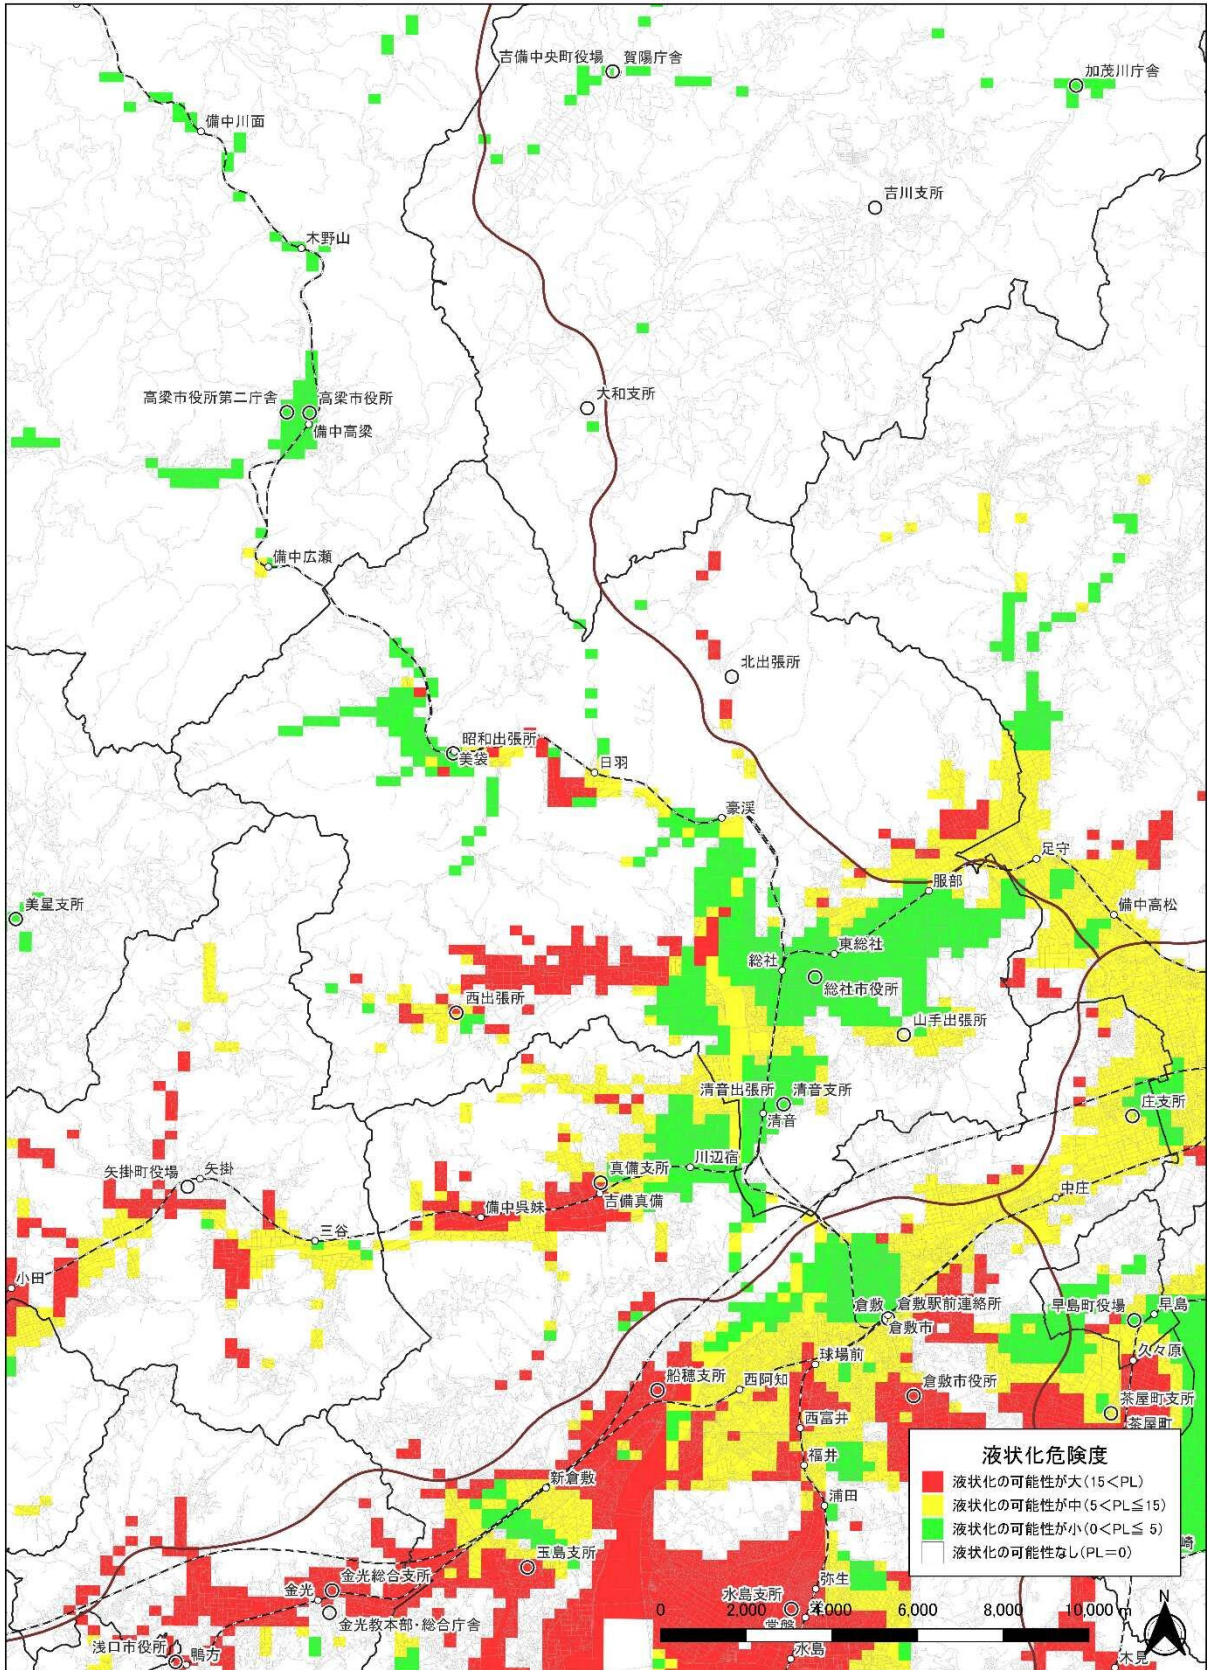 吉備中央町役場
賀陽庁舎
加茂川庁舎
備中川面
吉川支所
木野山
大和支所
高梁市役所第二庁舎
高梁市役所
備中高梁
備中広瀬
北出張所
昭和出張所
美袋
日羽
豪渓
足守
服部
美星支所
備中高松
東総社
総社
総社市役所
西出張所
山手出張所
清音出張所
清音支所
庄支所
清音
矢掛町役場
矢掛
真備支所
川辺宿
吉備真備
中庄
備中呉妹
三谷
小田
倉敷
倉敷駅前連絡所
倉敷市
早島町役場
早島
球場前
久々原
船穂支所
西阿知
倉敷市役所
茶屋町支所
茶屋町
西富井
福井
新倉敷
浦田
液状化危険度
液状化の可能性が大(15<PL)
液状化の可能性が中(5<PL≦15)
液状化の可能性が小(0<PL≦ 5)
液状化の可能性なし(PL=0)
崎
玉島支所
金光総合支所
金光
弥生
水島支所
栄
金光教本部・総合庁舎
常盤
0 2,000 4,000 6,000 8,000 10,000 m
N
浅口市役所
鴨方
水島
木見